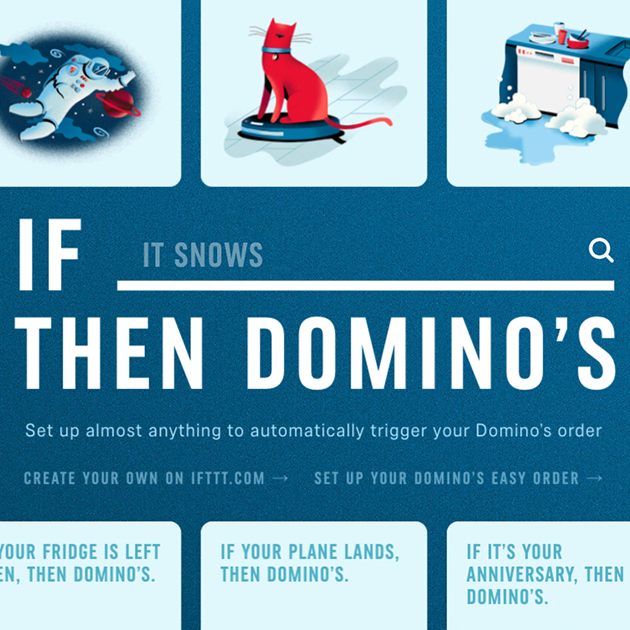 IF IT SNOWS
THEN DOMINO’S
Set up almost anything to automatically trigger your Domino’s order
CREATE YOUR OWN ON IFTTT.COM → SET UP YOUR DOMINO’S EASY ORDER →
YOUR FRIDGE IS LEFT
EN, THEN DOMINO’S.
IF YOUR PLANE LANDS,
THEN DOMINO’S.
IF IT’S YOUR
ANNIVERSARY, THEN
DOMINO’S.